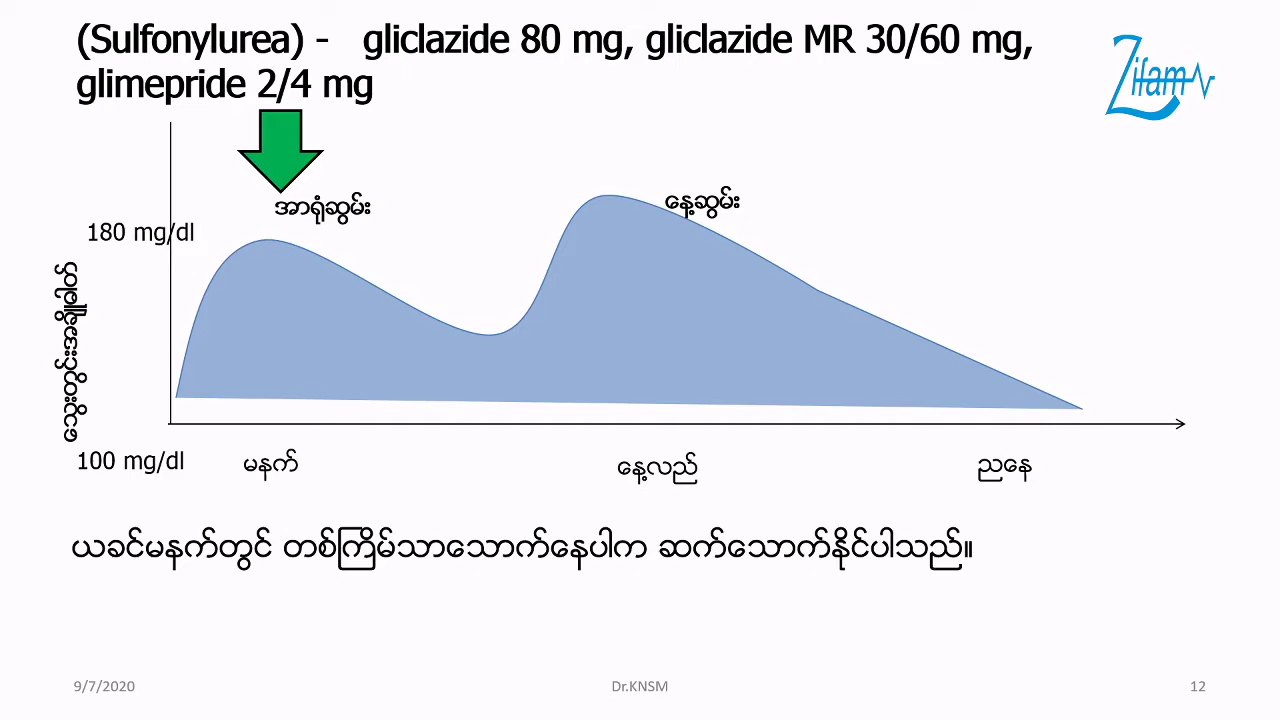 (Sulfonylurea) - gliclazide 80 mg, gliclazide MR 30/60 mg,
glimepride 2/4 mg
Zifam
အာရုံဆွမ်း
နေ့ဆွမ်း
180 mg/dl
သွေးတွင်းအချိုဓါတ်
100 mg/dl
မနက်
နေ့လည်
ညနေ
ယခင်မနက်တွင် တစ်ကြိမ်သာသောက်နေပါက ဆက်သောက်နိုင်ပါသည်။
9/7/2020
Dr.KNSM
12